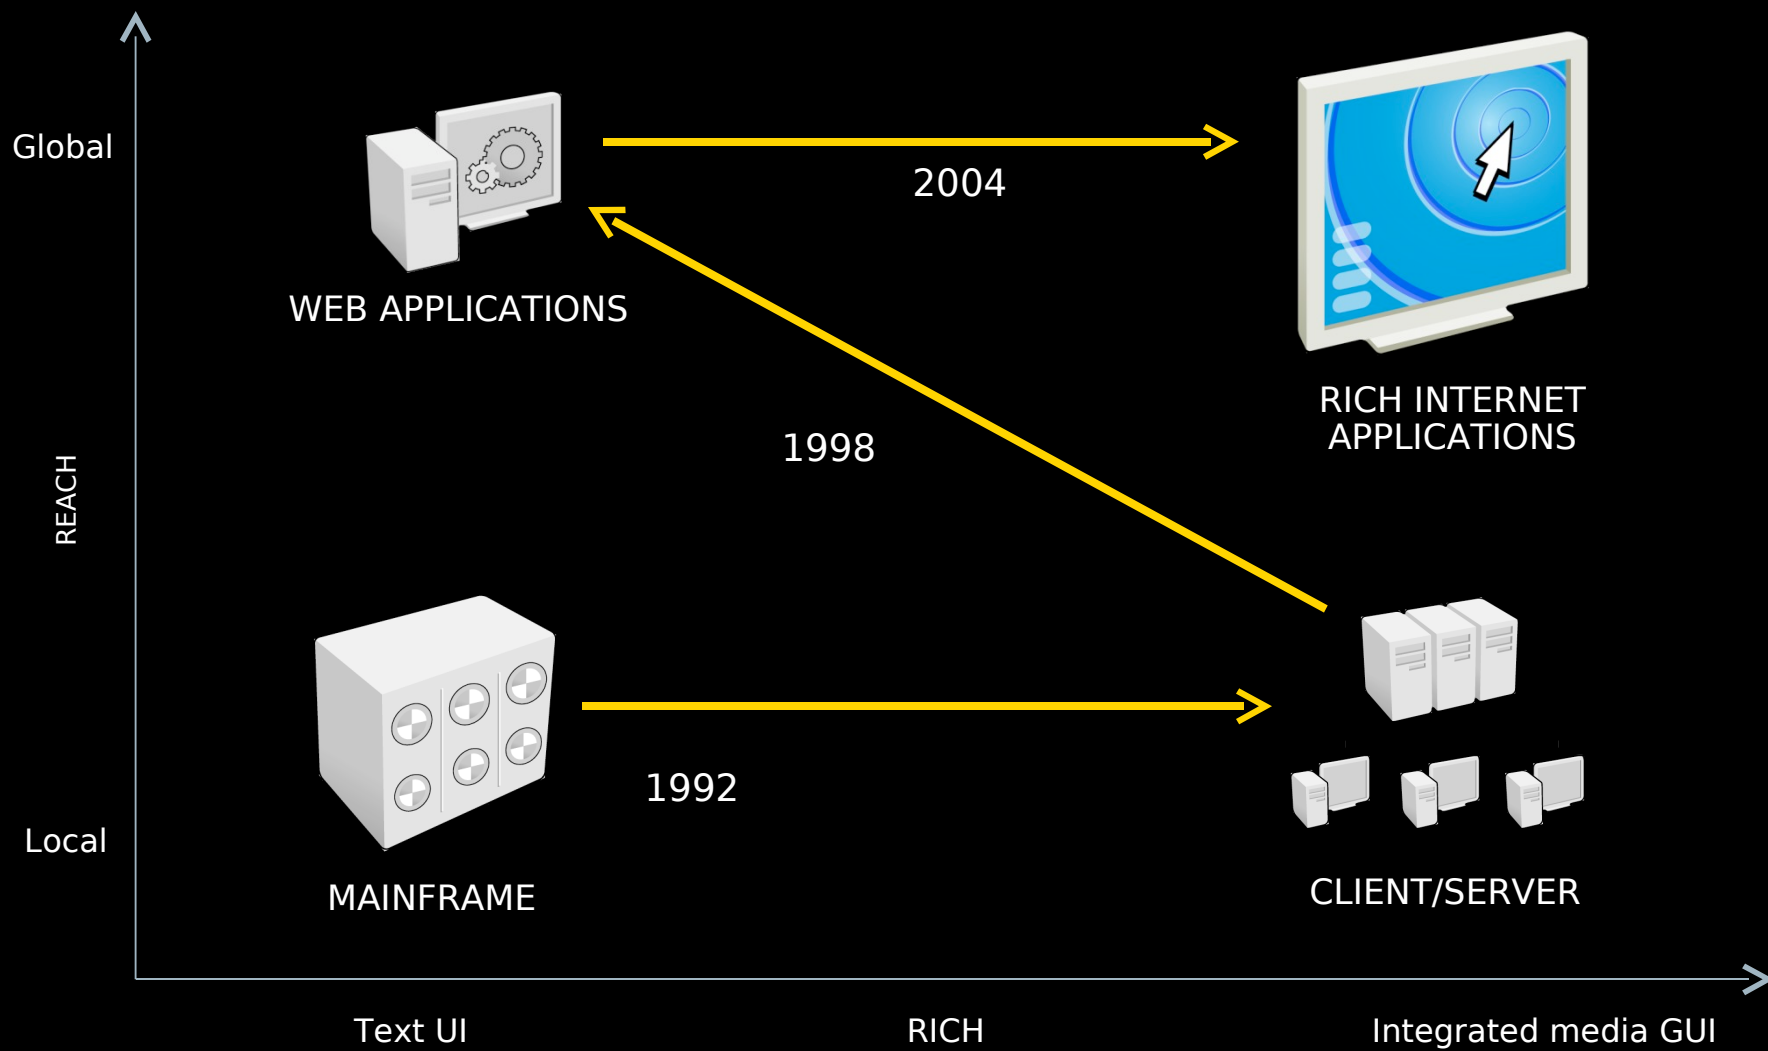 Global
2004
WEB APPLICATIONS
RICH INTERNET
APPLICATIONS
1998
REACH
1992
Local
MAINFRAME
CLIENT/SERVER
Text UI
RICH
Integrated media GUI